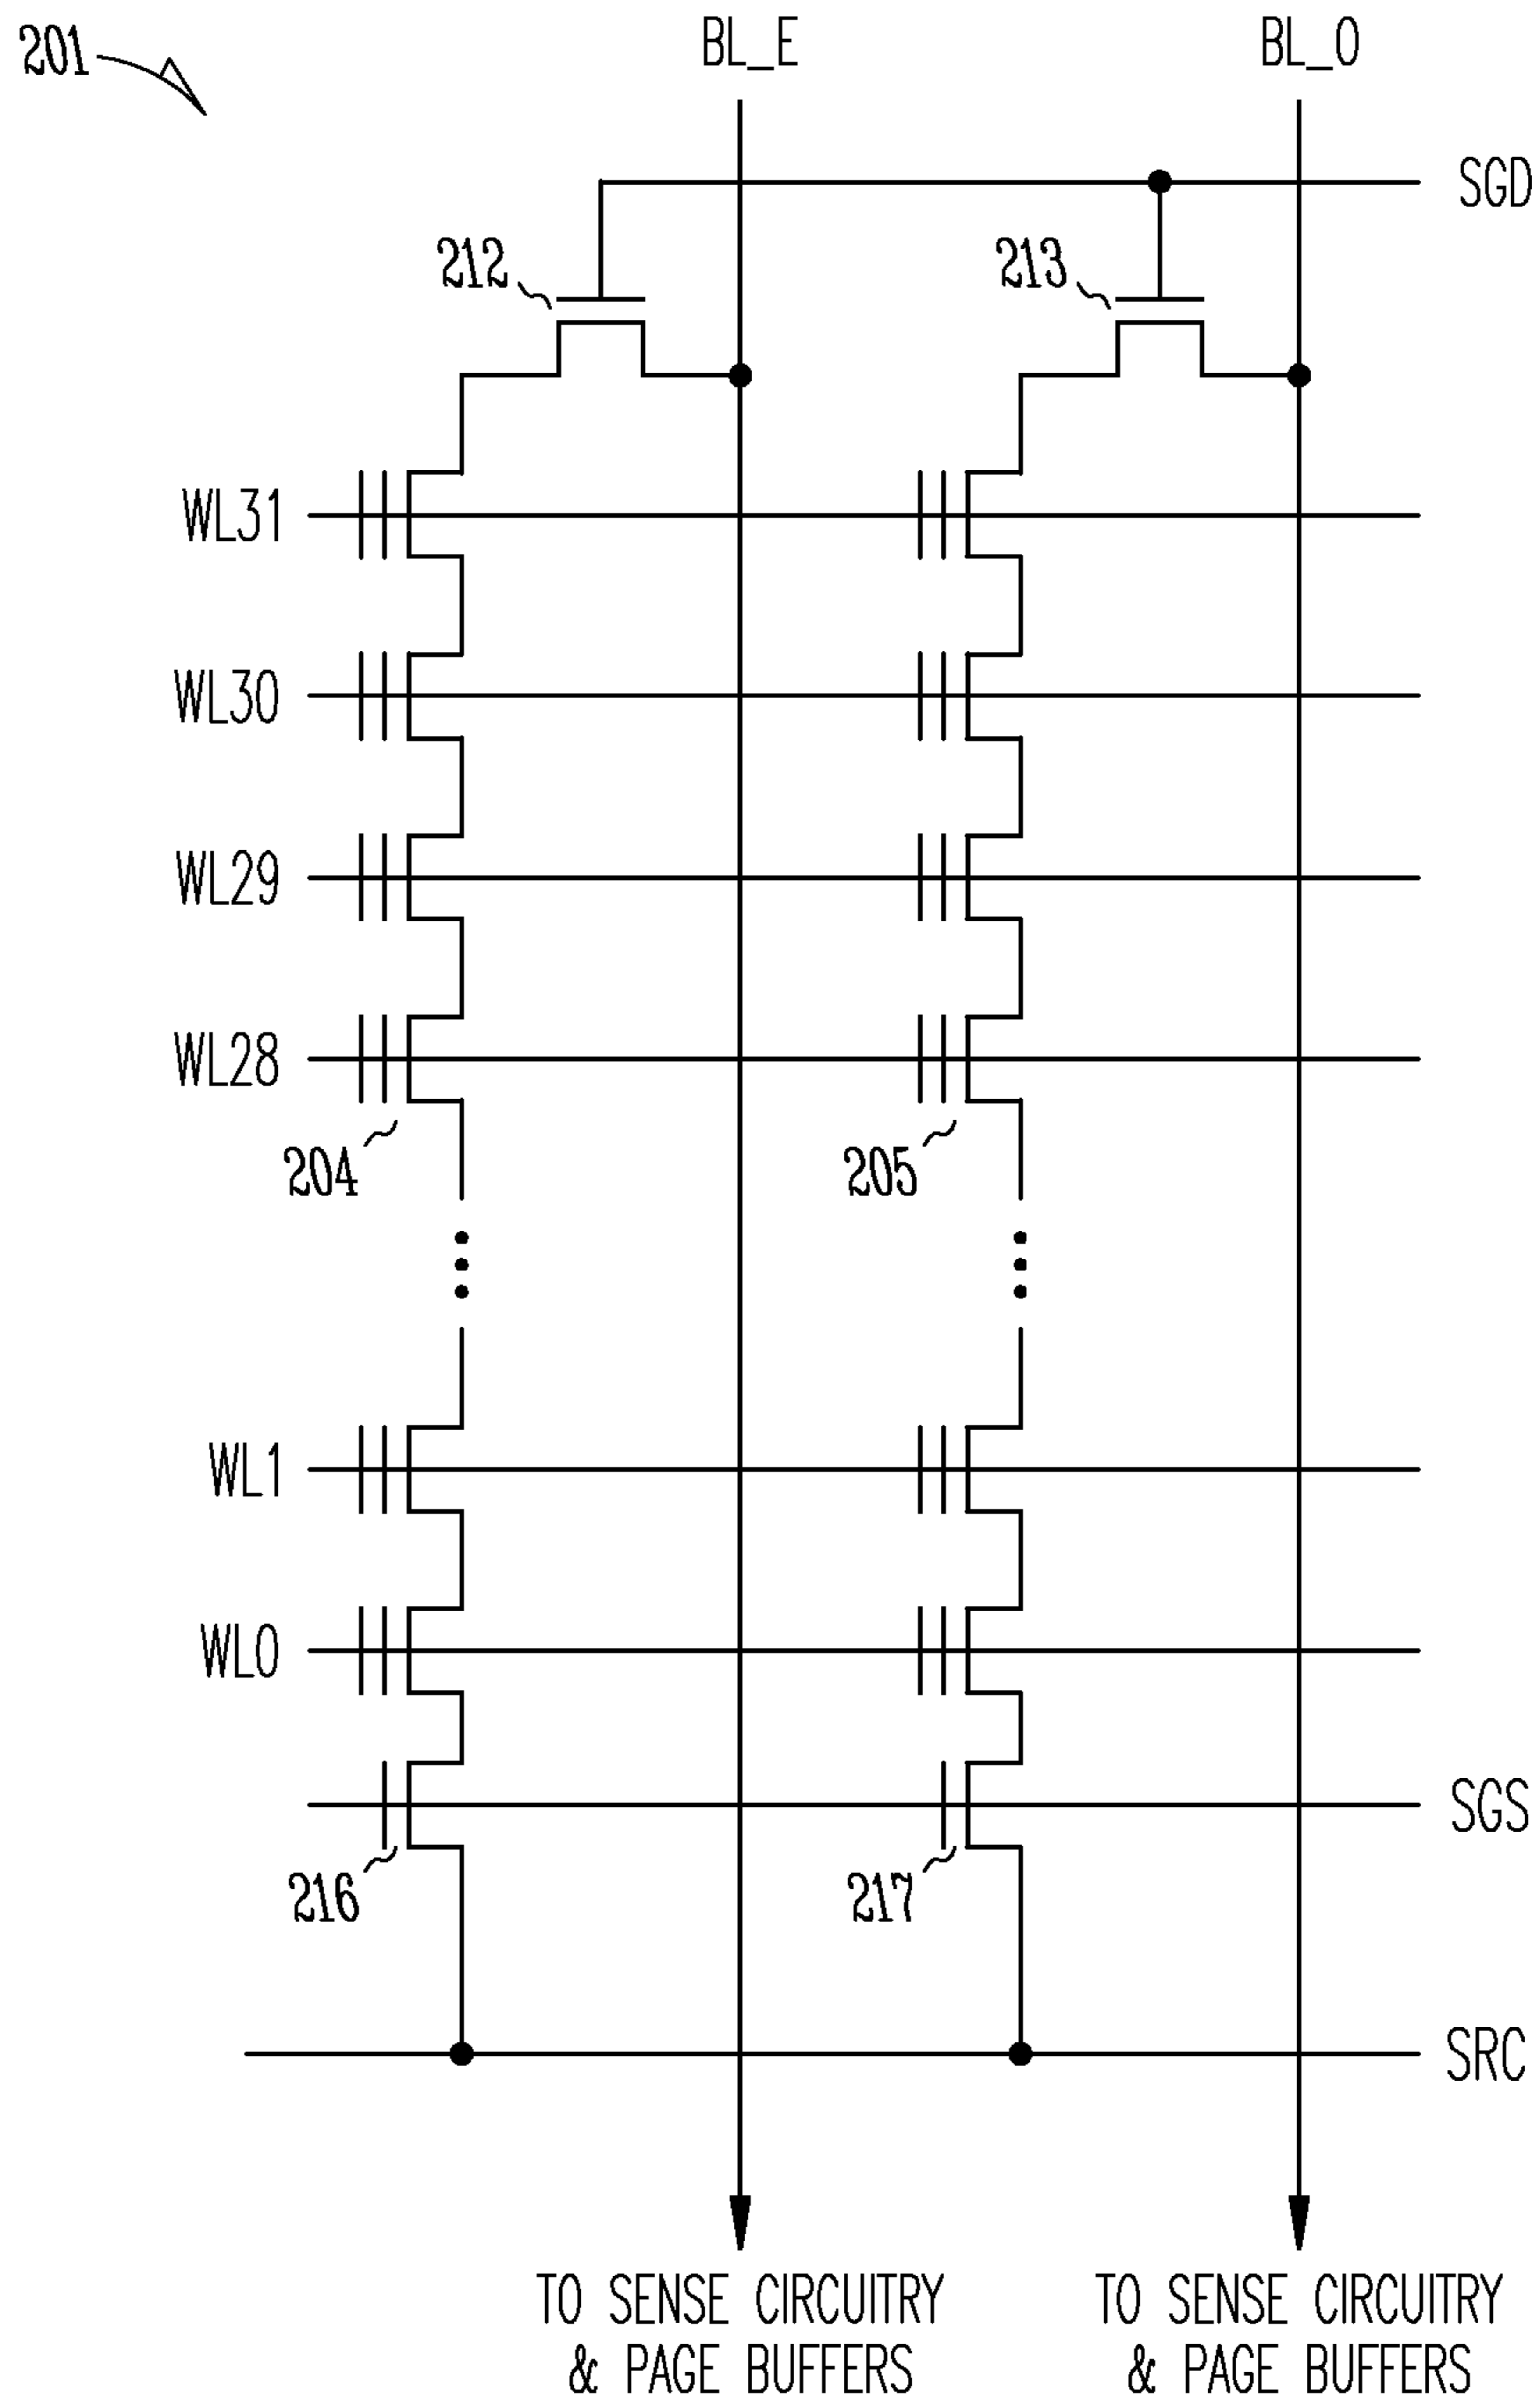 201
BL_E
BL_O
SGD
212
213
WL31
WL30
WL29
WL28
204
205
WL1
WL0
SGS
216
217
SRC
TO SENSE CIRCUITRY
& PAGE BUFFERS
TO SENSE CIRCUITRY
& PAGE BUFFERS